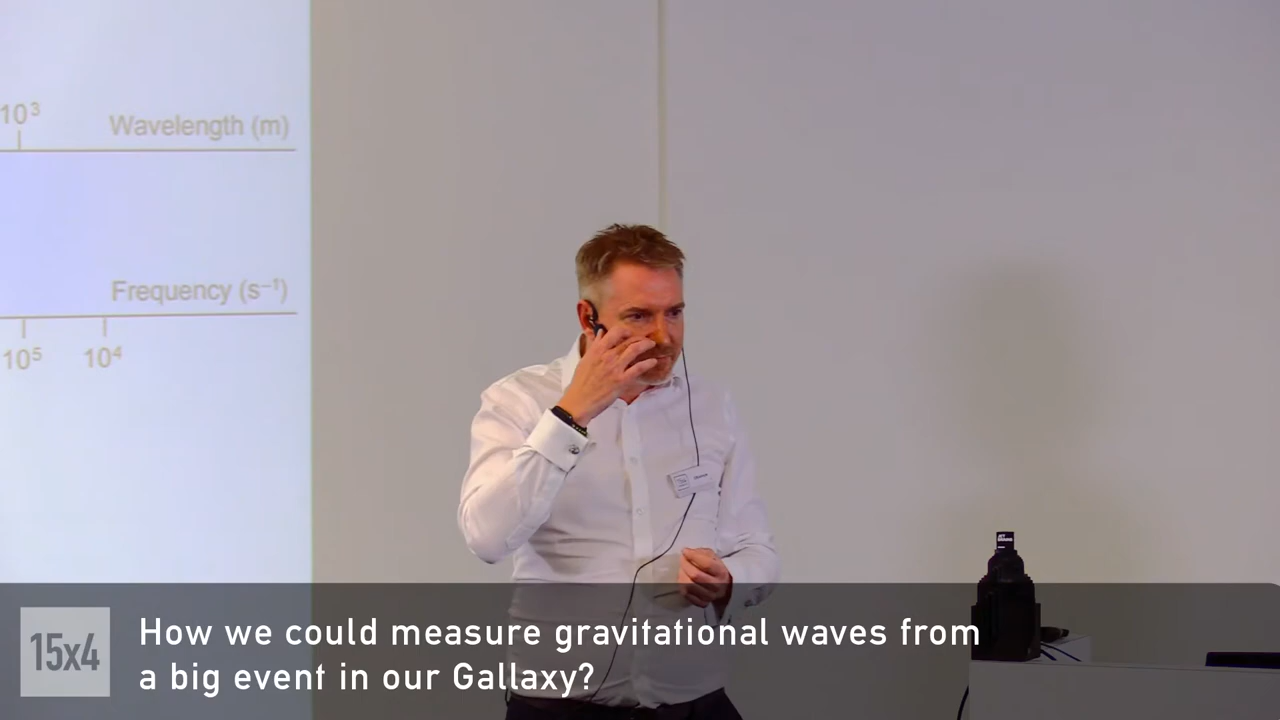 10³
Wavelength (m)
Frequency (s⁻¹)
10⁵
10⁴
15x4
How we could measure gravitational waves from
a big event in our Gallaxy?